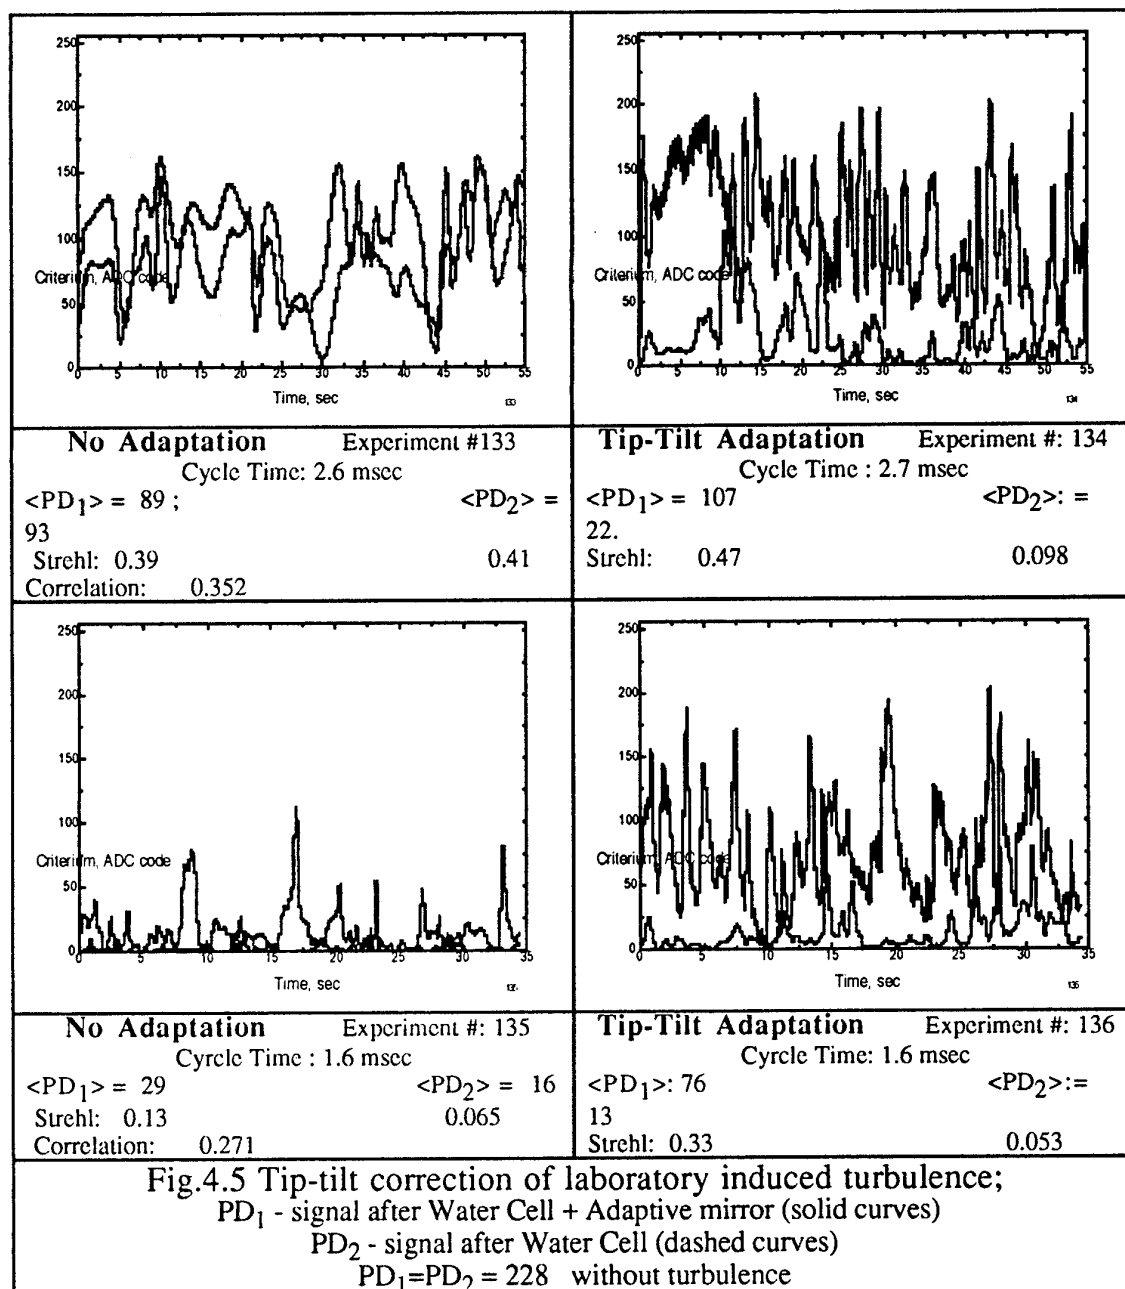 250
200
150
100
50
0
Criterium, ADC code
0 5 10 15 20 25 30 35 40 45 50 55
Time, sec
133
250
200
150
100
50
0
Criterium, ADC code
0 5 10 15 20 25 30 35 40 45 50 55
Time, sec
134
No Adaptation Experiment #133
Cycle Time: 2.6 msec
<PD1> = 89 ; <PD2> =
93
Strehl: 0.39 0.41
Correlation: 0.352
Tip-Tilt Adaptation Experiment #: 134
Cycle Time : 2.7 msec
<PD1> = 107 <PD2>: =
22.
Strehl: 0.47 0.098
250
200
150
100
50
0
Criterium, ADC code
0 5 10 15 20 25 30 35
Time, sec
250
200
150
100
50
0
Criterium, ADC code
0 5 10 15 20 25 30 35
Time, sec
136
No Adaptation Experiment #: 135
Cyrcle Time : 1.6 msec
<PD1> = 29 <PD2> = 16
Strehl: 0.13 0.065
Correlation: 0.271
Tip-Tilt Adaptation Experiment #: 136
Cyrcle Time: 1.6 msec
<PD1>: 76 <PD2>:=
13
Strehl: 0.33 0.053
Fig.4.5 Tip-tilt correction of laboratory induced turbulence;
PD1 - signal after Water Cell + Adaptive mirror (solid curves)
PD2 - signal after Water Cell (dashed curves)
PD1=PD2 = 228 without turbulence